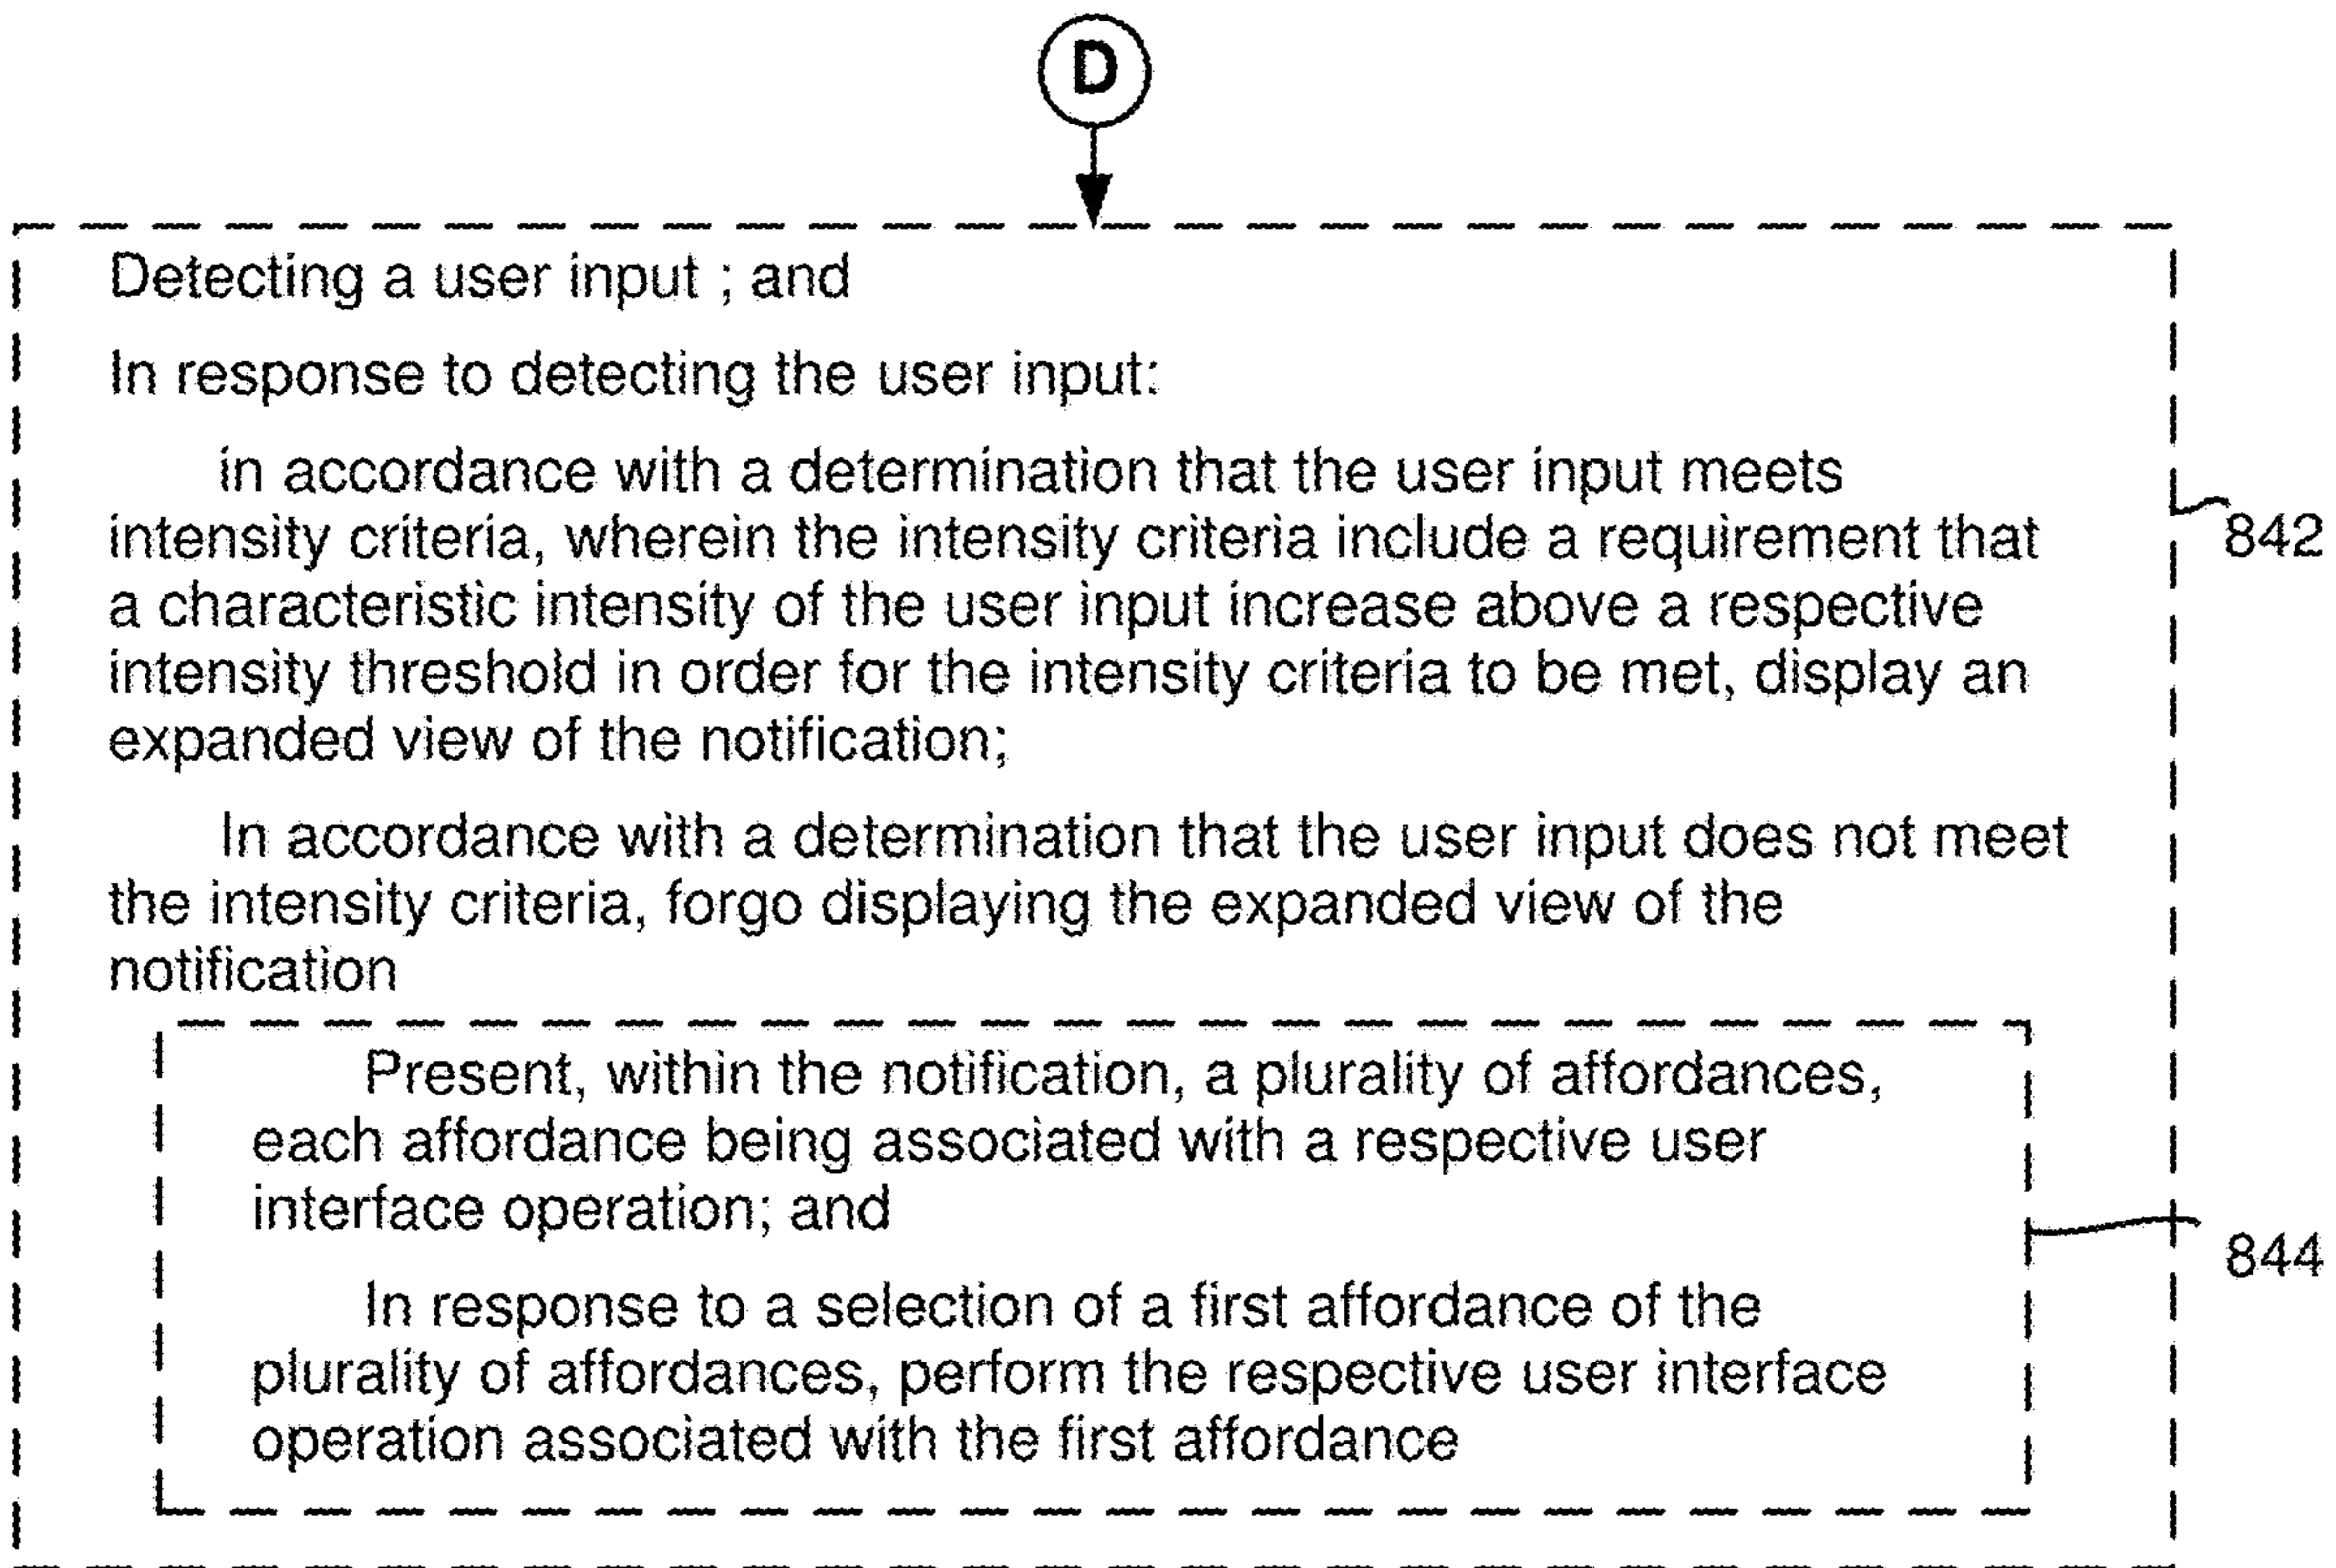 D
Detecting a user input ; and
In response to detecting the user input:
in accordance with a determination that the user input meets
intensity criteria, wherein the intensity criteria include a requirement that
a characteristic intensity of the user input increase above a respective
intensity threshold in order for the intensity criteria to be met, display an
expanded view of the notification;
In accordance with a determination that the user input does not meet
the intensity criteria, forgo displaying the expanded view of the
notification
842
Present, within the notification, a plurality of affordances,
each affordance being associated with a respective user
interface operation; and
In response to a selection of a first affordance of the
plurality of affordances, perform the respective user interface
operation associated with the first affordance
844